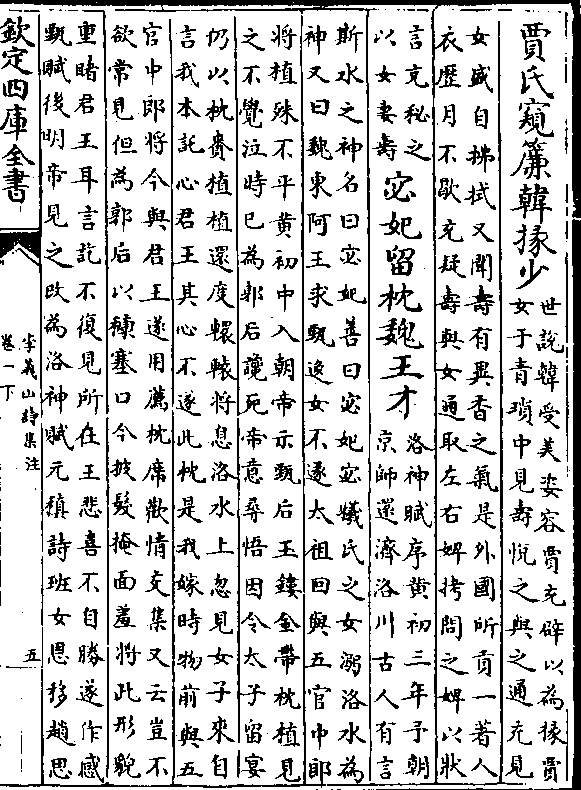 賈氏窺簾韓掾少
世說韓受美姿容賈充辟以為掾賈
女于青瑣中見壽悅之與之通充見
女盛自拂拭又聞壽有異香之氣是外國所貢一著人
衣歷月不歇充疑壽與女通取左右婢拷問之婢以狀
言充秘之
以女妻壽
宓妃留枕魏王才
洛神賦序黃初三年予朝
京師還濟洛川古人有言
斯水之神名曰宓妃善曰宓妃宓犧氏之女溺洛水為
神又曰魏東阿王求甄逸女不遂太祖回與五官中郎
將植殊不平黃初中入朝帝示甄后玉鏤金帶枕植見
之不覺泣時已為郭后讒死帝意尋悟因令太子留宴
仍以枕賚植植還度轘轅將息洛水上忽見女子來自
言我本託心君王其心不遂此枕是我嫁時物前與五
官中郎將今與君王遂用薦枕席歡情交集又云豈不
欲常見但為郭后以糠塞口今披髮掩面羞將此形貌
重睹君王耳言訖不復見所在王悲喜不自勝遂作感
甄賦後明帝見之改為洛神賦元稹詩班女恩移趙思
欽定四庫全書
李義山詩集注
卷一下
五